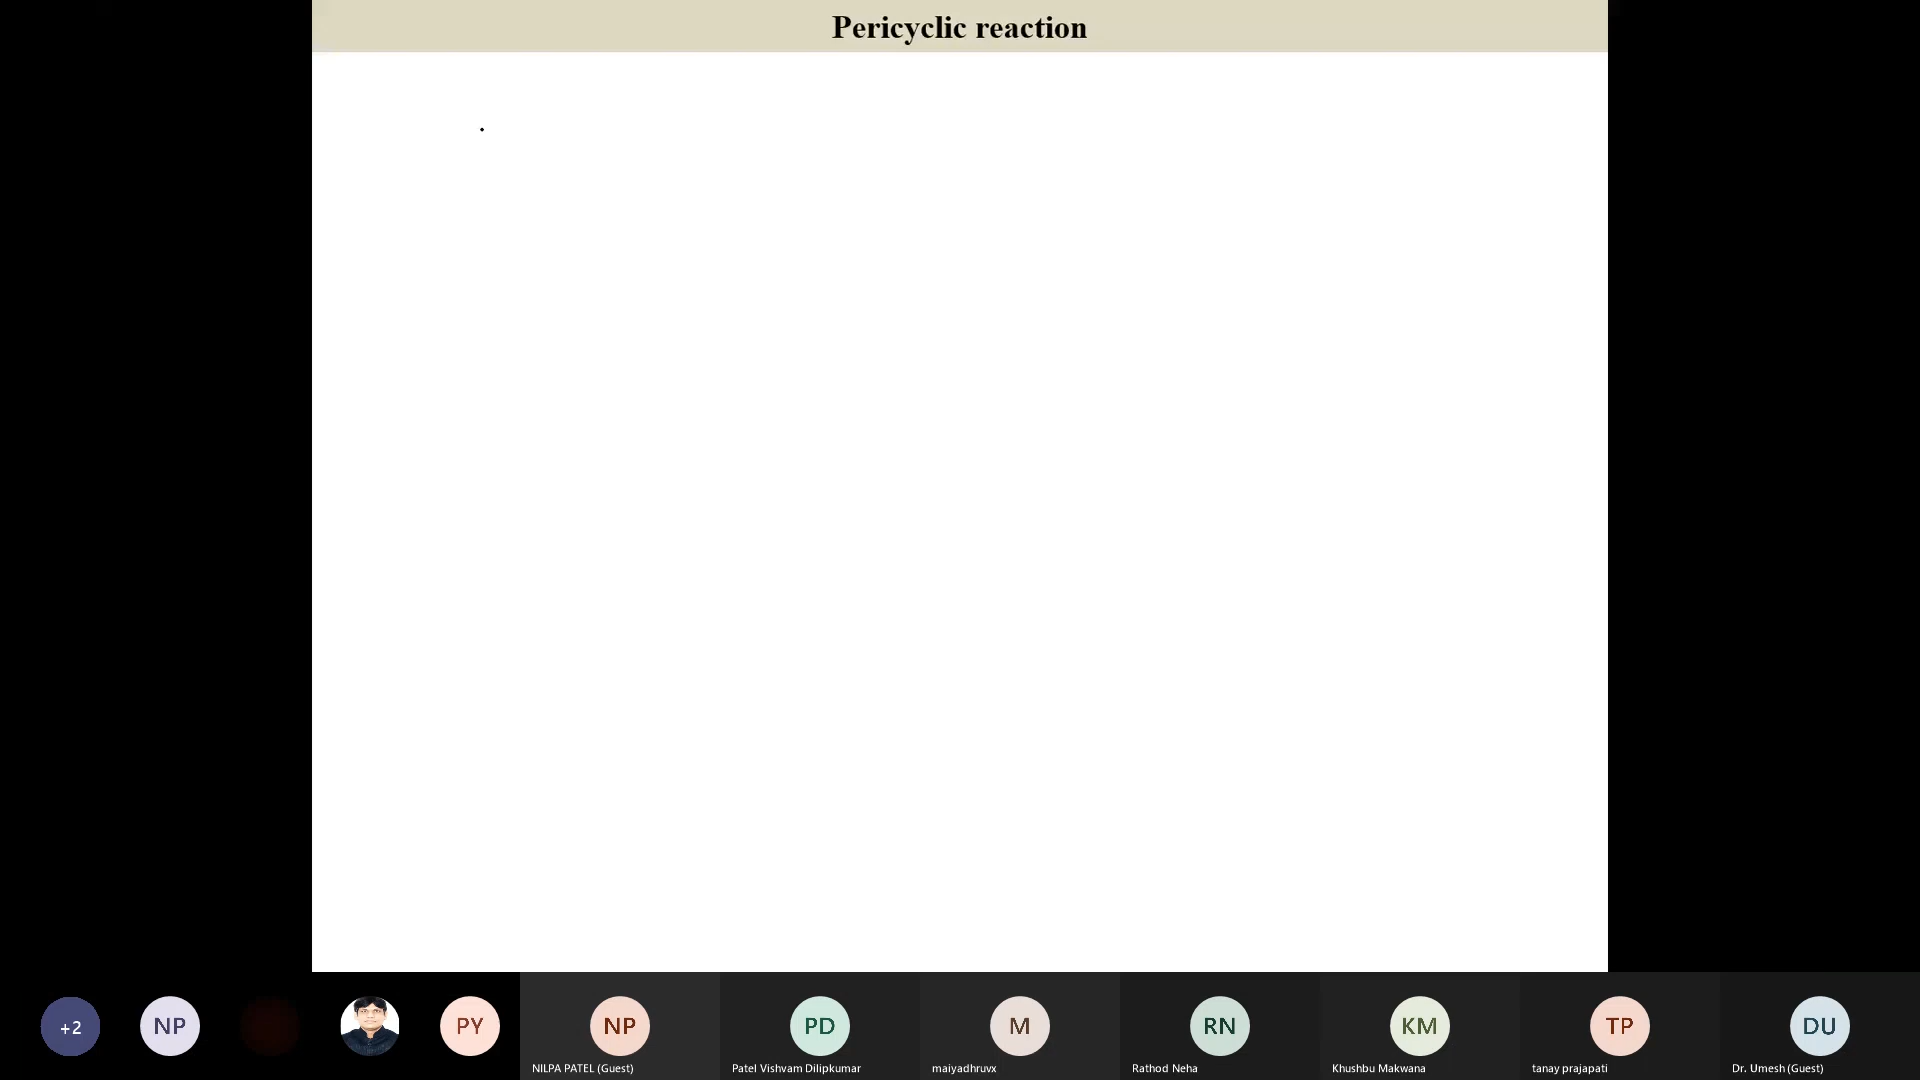 Pericyclic reaction
+2
NP
PY
NP
PD
M
RN
KM
TP
DU
NILPA PATEL (Guest)
Patel Vishvam Dilipkumar
maiyadhruvx
Rathod Neha
Khushbu Makwana
tanay prajapati
Dr. Umesh (Guest)